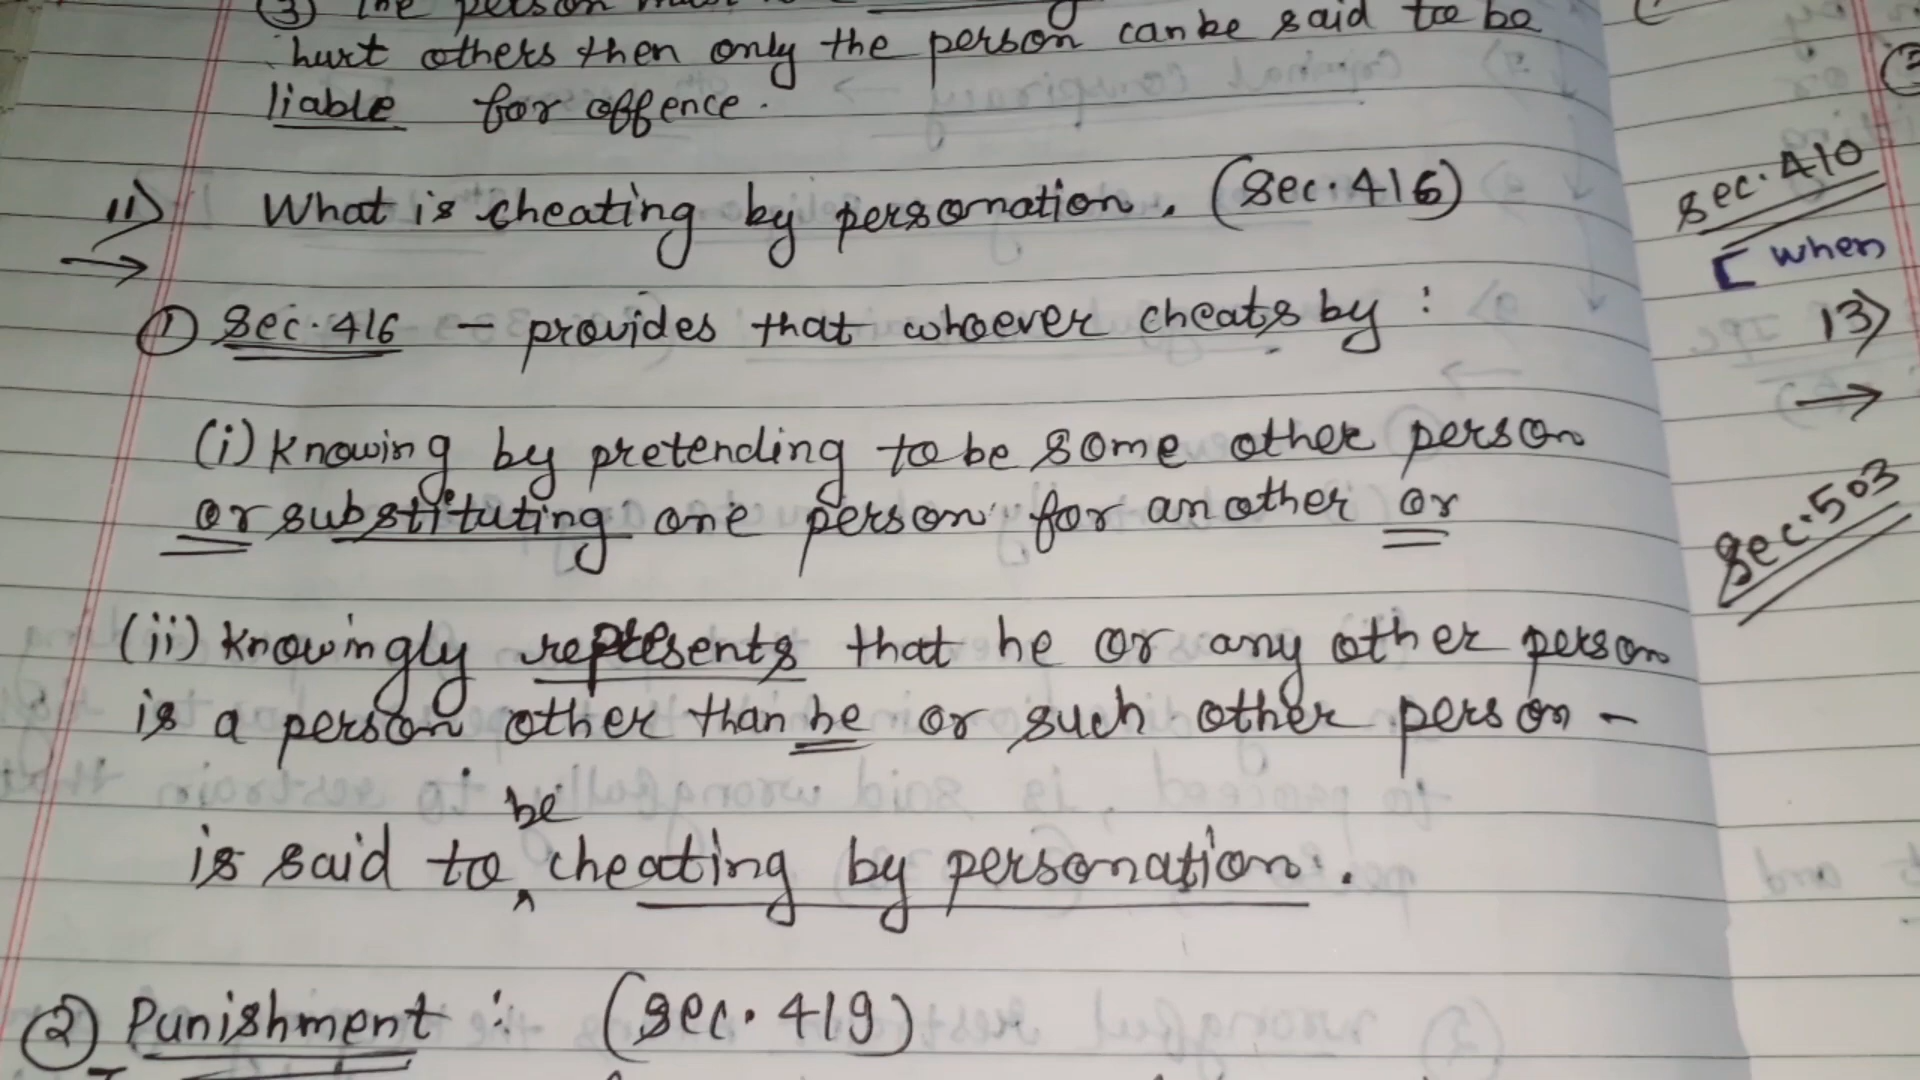 ③ The person
hurt others then only the person can be said to be
liable for offence.
11) What is cheating by personation. (Sec. 416)
→
① Sec. 416 - provides that whoever cheats by :
(i) knowing by pretending to be some other person
or substituting one person for another or
(ii) knowingly represents that he or any other person
is a person other than he or such other person -
be
is said to ^ cheating by personation.
② Punishment : (Sec. 419)
Sec. 410
[ when
13)
→
Sec. 503